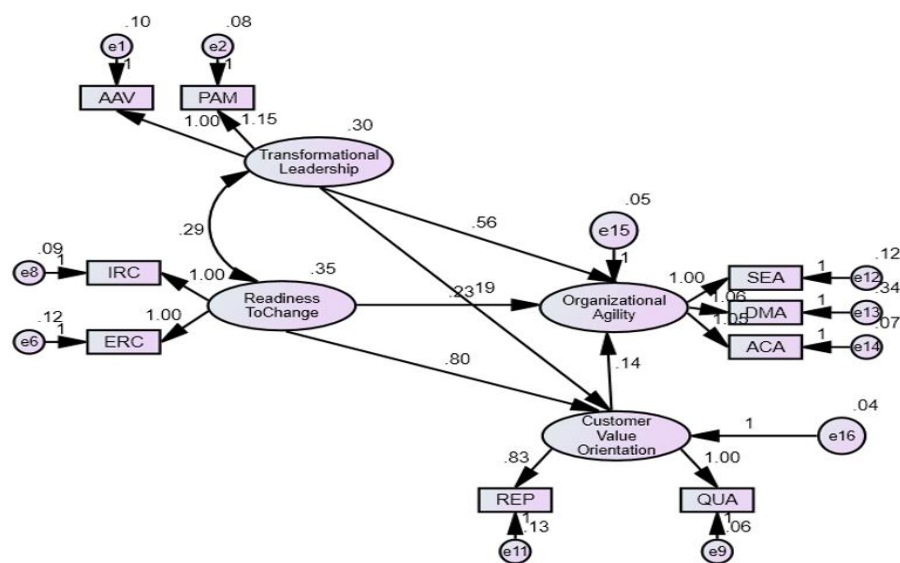 .10
.08
e1
e2
1
1
AAV
PAM
1.00
1.15
.30
Transformational
Leadership
.05
.56
e15
.29
.09
1
.12
e8
1
IRC
1.00
.35
1.00
SEA
1
e12
.34
Readiness
ToChange
.23
.19
Organizational
Agility
1.06
DMA
1
e13
.12
1.00
1.05
.07
e6
1
ERC
ACA
1
e14
.80
.14
.04
Customer
Value
Orientation
1
e16
.83
1.00
REP
QUA
1
.13
1
.06
e11
e9